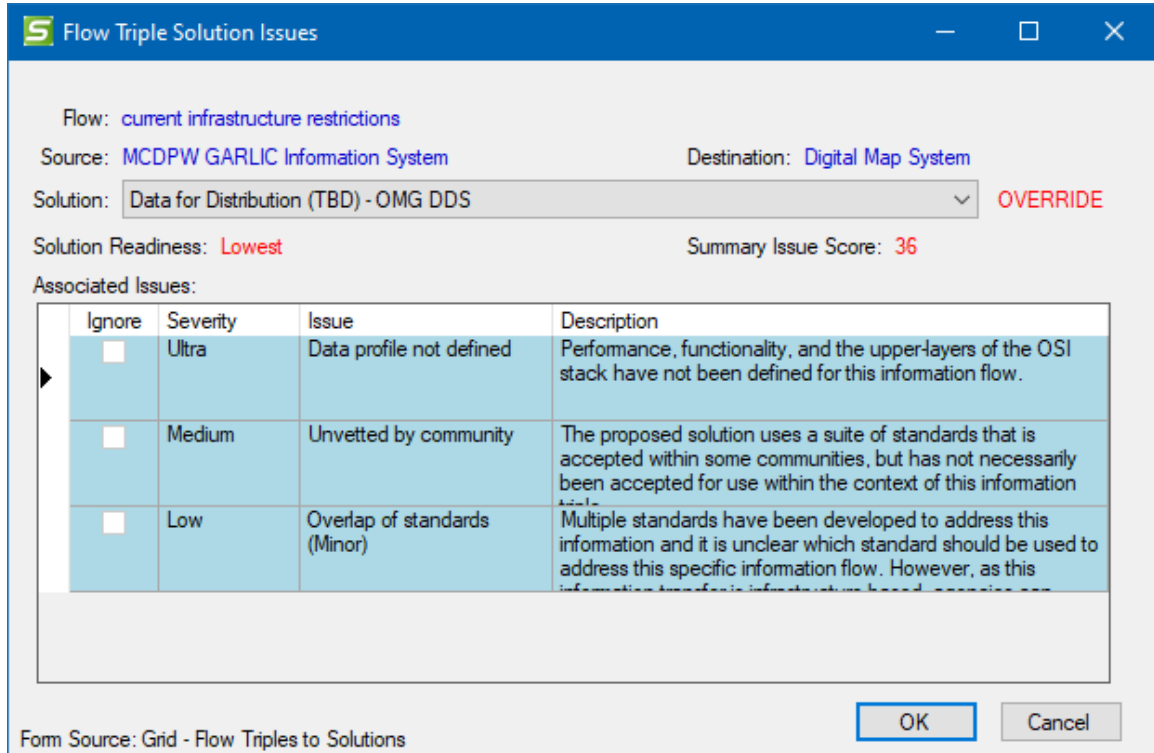 Flow Triple Solution Issues
Flow: current infrastructure restrictions
Source: MCDPW GARLIC Information System Destination: Digital Map System
Solution: Data for Distribution (TBD) - OMG DDS OVERRIDE
Solution Readiness: Lowest Summary Issue Score: 36
Associated Issues:
Ignore Severity Issue Description
Ultra Data profile not defined Performance, functionality, and the upper-layers of the OSI
stack have not been defined for this information flow.
Medium Unvetted by community The proposed solution uses a suite of standards that is
accepted within some communities, but has not necessarily
been accepted for use within the context of this information
Low Overlap of standards Multiple standards have been developed to address this
(Minor) information and it is unclear which standard should be used to
address this specific information flow. However, as this
information transfer is infrastructure based, agencies can
OK Cancel
Form Source: Grid - Flow Triples to Solutions